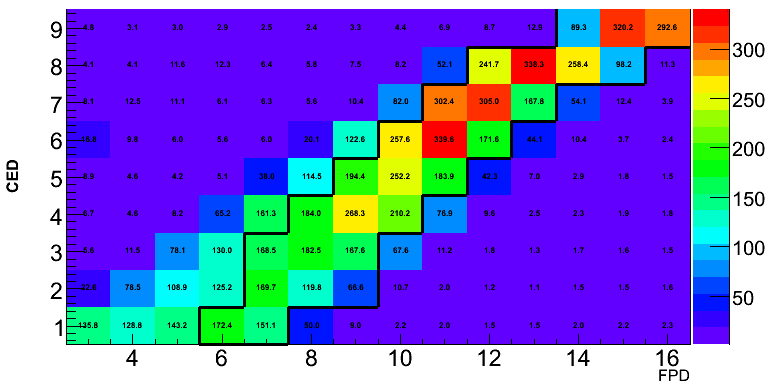 9 4.8 3.1 3.0 2.9 2.5 2.4 3.3 4.4 6.9 8.7 12.9 89.3 320.2 292.6
8 4.1 4.1 11.6 12.3 6.4 5.6 7.5 8.2 52.1 241.7 338.3 258.4 98.2 11.3
7 8.1 12.5 11.1 6.1 6.3 5.6 10.4 82.0 302.4 305.0 167.8 54.1 12.4 3.9
6 16.8 9.8 6.0 5.6 6.0 20.1 122.6 257.6 339.6 171.6 44.1 10.4 3.7 2.4
5 8.9 4.6 4.2 5.1 38.0 114.5 194.4 252.2 183.9 42.3 7.0 2.9 1.6 1.5
4 6.7 4.6 8.2 65.2 161.3 184.0 268.3 210.2 76.9 9.6 2.5 2.3 1.9 1.8
3 5.6 11.5 78.1 130.0 168.5 182.5 167.6 67.6 11.2 1.8 1.3 1.7 1.6 1.5
2 32.6 78.5 108.9 125.2 169.7 119.8 66.6 10.7 2.0 1.2 1.1 1.5 1.5 1.6
1 135.8 128.8 143.2 172.4 151.1 50.0 9.0 2.2 2.0 1.5 1.5 2.0 2.2 2.3
CED
4 6 8 10 12 14 16
FPD
300
250
200
150
100
50